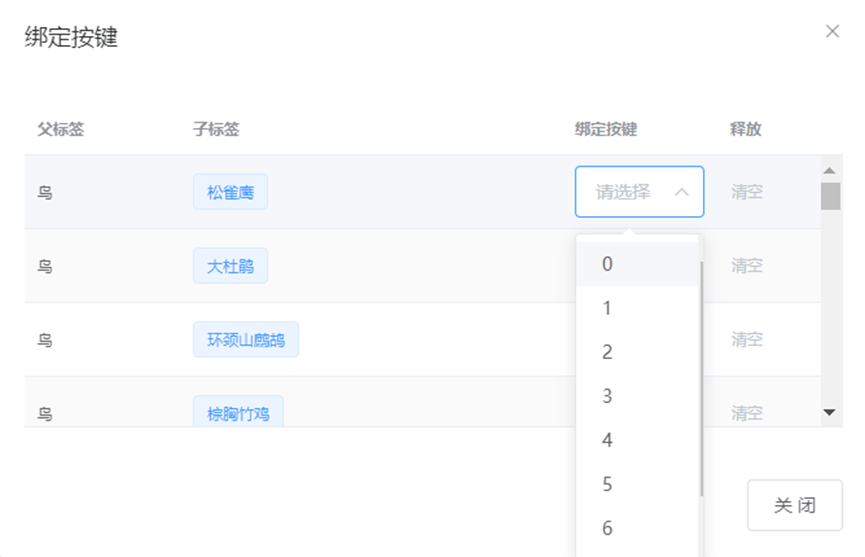 绑定按键
父标签 子标签 绑定按键 释放
鸟 松雀鹰 请选择 清空
鸟 大杜鹃 清空
鸟 环颈山鹧鸪 清空
鸟 棕胸竹鸡 清空
0
1
2
3
4
5
6
关闭